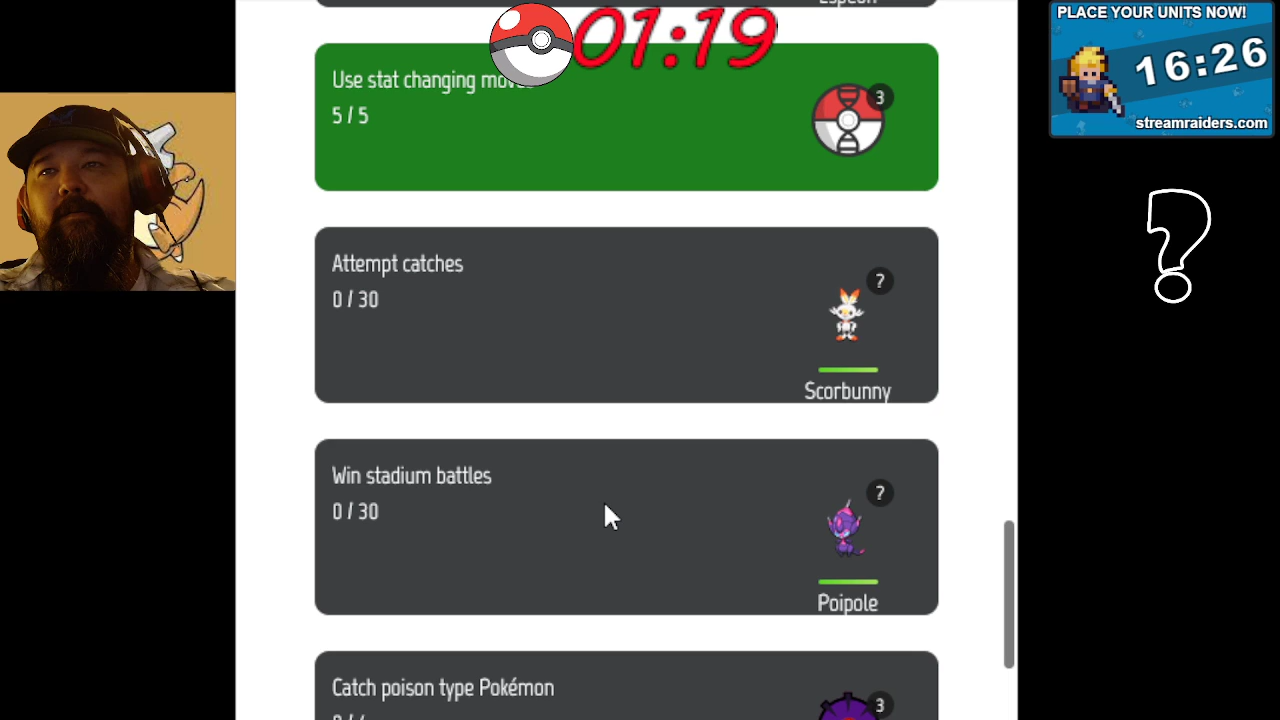 Espeon
01:19
PLACE YOUR UNITS NOW!
16:26
streamraiders.com
Use stat changing
5 / 5
3
Attempt catches
0 / 30
?
Scorbunny
Win stadium battles
0 / 30
?
Poipole
Catch poison type Pokémon
3
?